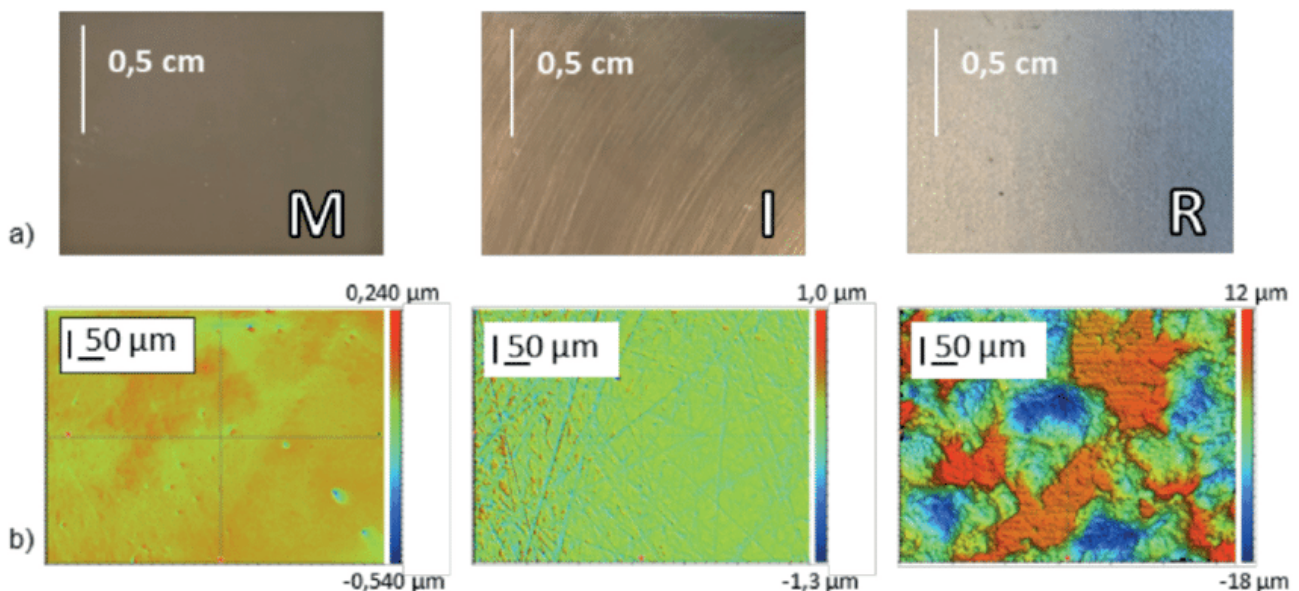 0,5 cm
M
0,5 cm
I
0,5 cm
R
a)
0,240 µm
50 µm
-0,540 µm
1,0 µm
50 µm
-1,3 µm
12 µm
50 µm
-18 µm
b)